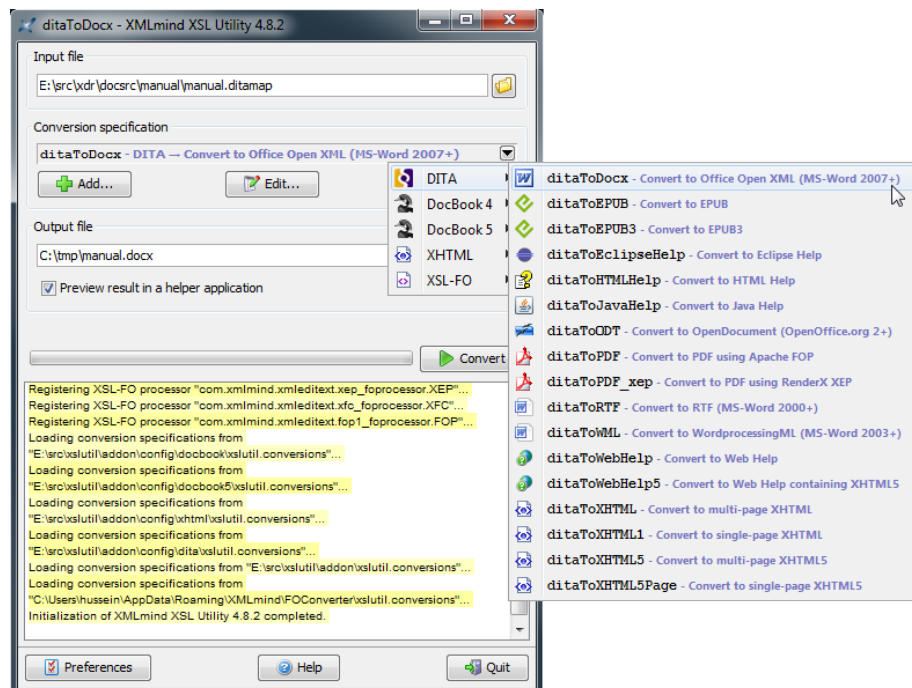 ditaToDocx - XMLmind XSL Utility 4.8.2
Input file
E:\src\xdr\docsrc\manual\manual.ditamap
Conversion specification
ditaToDocx - DITA → Convert to Office Open XML (MS-Word 2007+)
Add... Edit...
DITA
DocBook 4
DocBook 5
XHTML
XSL-FO
ditaToDocx - Convert to Office Open XML (MS-Word 2007+)
ditaToEPUB - Convert to EPUB
ditaToEPUB3 - Convert to EPUB3
ditaToEclipseHelp - Convert to Eclipse Help
ditaToHTMLHelp - Convert to HTML Help
ditaToJavaHelp - Convert to Java Help
ditaToODT - Convert to OpenDocument (OpenOffice.org 2+)
ditaToPDF - Convert to PDF using Apache FOP
ditaToPDF_xep - Convert to PDF using RenderX XEP
ditaToRTF - Convert to RTF (MS-Word 2000+)
ditaToWML - Convert to WordprocessingML (MS-Word 2003+)
ditaToWebHelp - Convert to Web Help
ditaToWebHelp5 - Convert to Web Help containing XHTML5
ditaToXHTML - Convert to multi-page XHTML
ditaToXHTML1 - Convert to single-page XHTML
ditaToXHTML5 - Convert to multi-page XHTML5
ditaToXHTML5Page - Convert to single-page XHTML5
Output file
C:\tmp\manual.docx
Preview result in a helper application
Convert
Registering XSL-FO processor "com.xmlmind.xmleditext.xep_foprocessor.XEP"...
Registering XSL-FO processor "com.xmlmind.xmleditext.xfc_foprocessor.XFC"...
Registering XSL-FO processor "com.xmlmind.xmleditext.fop1_foprocessor.FOP"...
Loading conversion specifications from
"E:\src\xslutil\addon\config\docbook\xslutil.conversions"...
Loading conversion specifications from
"E:\src\xslutil\addon\config\docbook5\xslutil.conversions"...
Loading conversion specifications from
"E:\src\xslutil\addon\config\xhtml\xslutil.conversions"...
Loading conversion specifications from
"E:\src\xslutil\addon\config\dita\xslutil.conversions"...
Loading conversion specifications from "E:\src\xslutil\addon\xslutil.conversions"...
Loading conversion specifications from
"C:\Users\hussein\AppData\Roaming\XMLmind\FOConverter\xslutil.conversions"...
Initialization of XMLmind XSL Utility 4.8.2 completed.
Preferences Help Quit